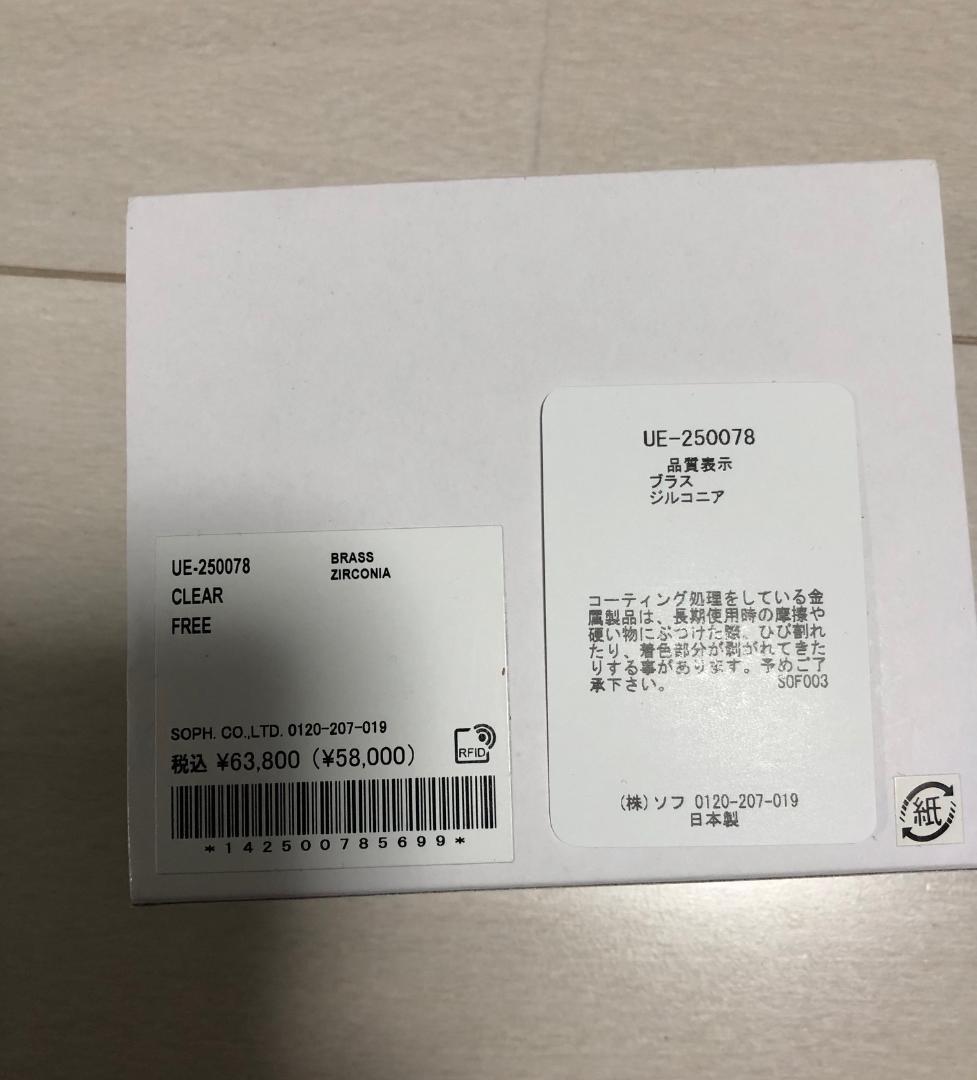 UE-250078
品質表示
ブラス
ジルコニア
コーティング処理をしている金
属製品は、長期使用時の摩擦や
硬い物にぶつけた際、ひび割れ
たり、着色部分が剥がれてきた
りする事があります。予めご了
承下さい。 SOF003
(株)ソフ 0120-207-019
日本製
UE-250078 BRASS
ZIRCONIA
CLEAR
FREE
SOPH. CO.,LTD. 0120-207-019
RFID
税込 ¥63,800 (¥58,000)
*142500785699*
紙